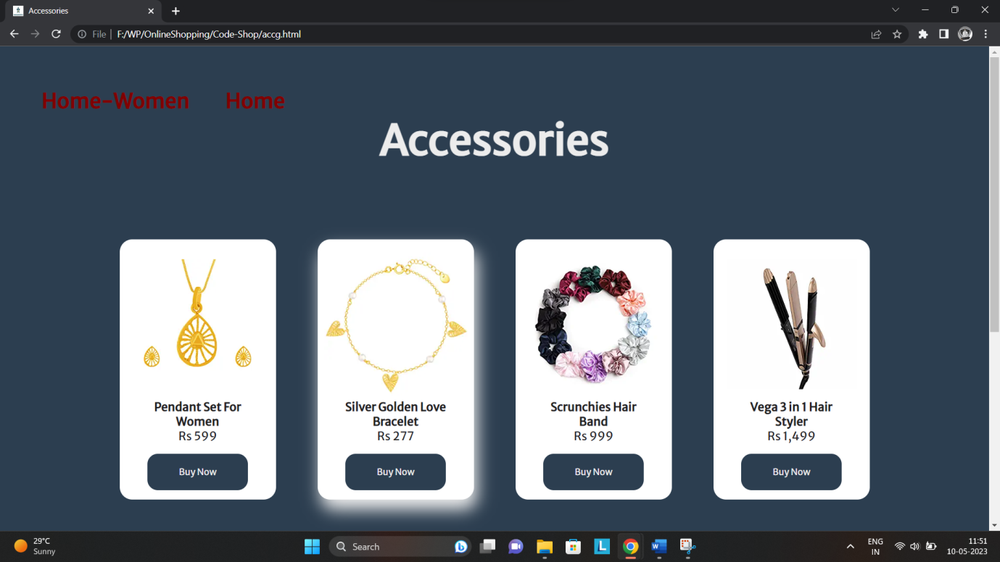 Accessories
File F:/WP/OnlineShopping/Code-Shop/accg.html
Home-Women Home
Accessories
Pendant Set For
Women
Rs 599
Buy Now
Silver Golden Love
Bracelet
Rs 277
Buy Now
Scrunchies Hair
Band
Rs 999
Buy Now
Vega 3 in 1 Hair
Styler
Rs 1,499
Buy Now
29°C
Sunny
Search
L
W
ENG
IN
11:51
10-05-2023